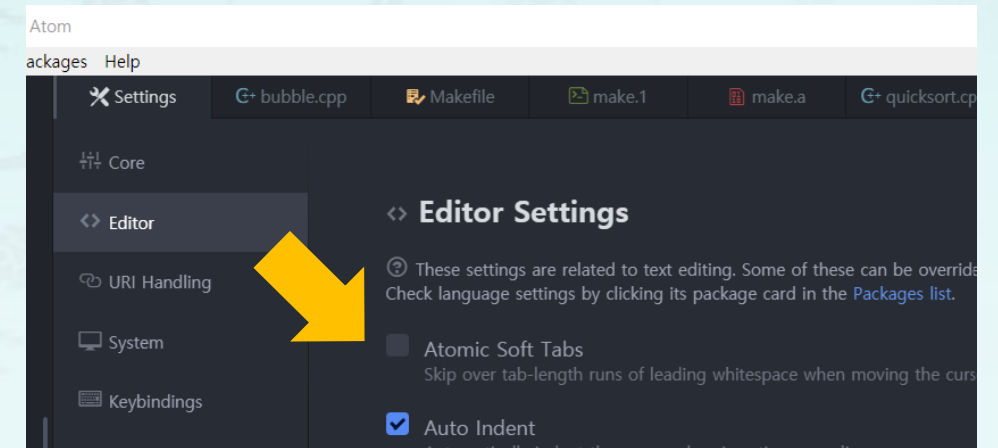 Atom
ackages Help
Settings bubble.cpp Makefile make.1 make.a quicksort.cp
Core
Editor
URI Handling
System
Keybindings
Editor Settings
These settings are related to text editing. Some of these can be override
Check language settings by clicking its package card in the Packages list.
Atomic Soft Tabs
Skip over tab-length runs of leading whitespace when moving the curs
Auto Indent